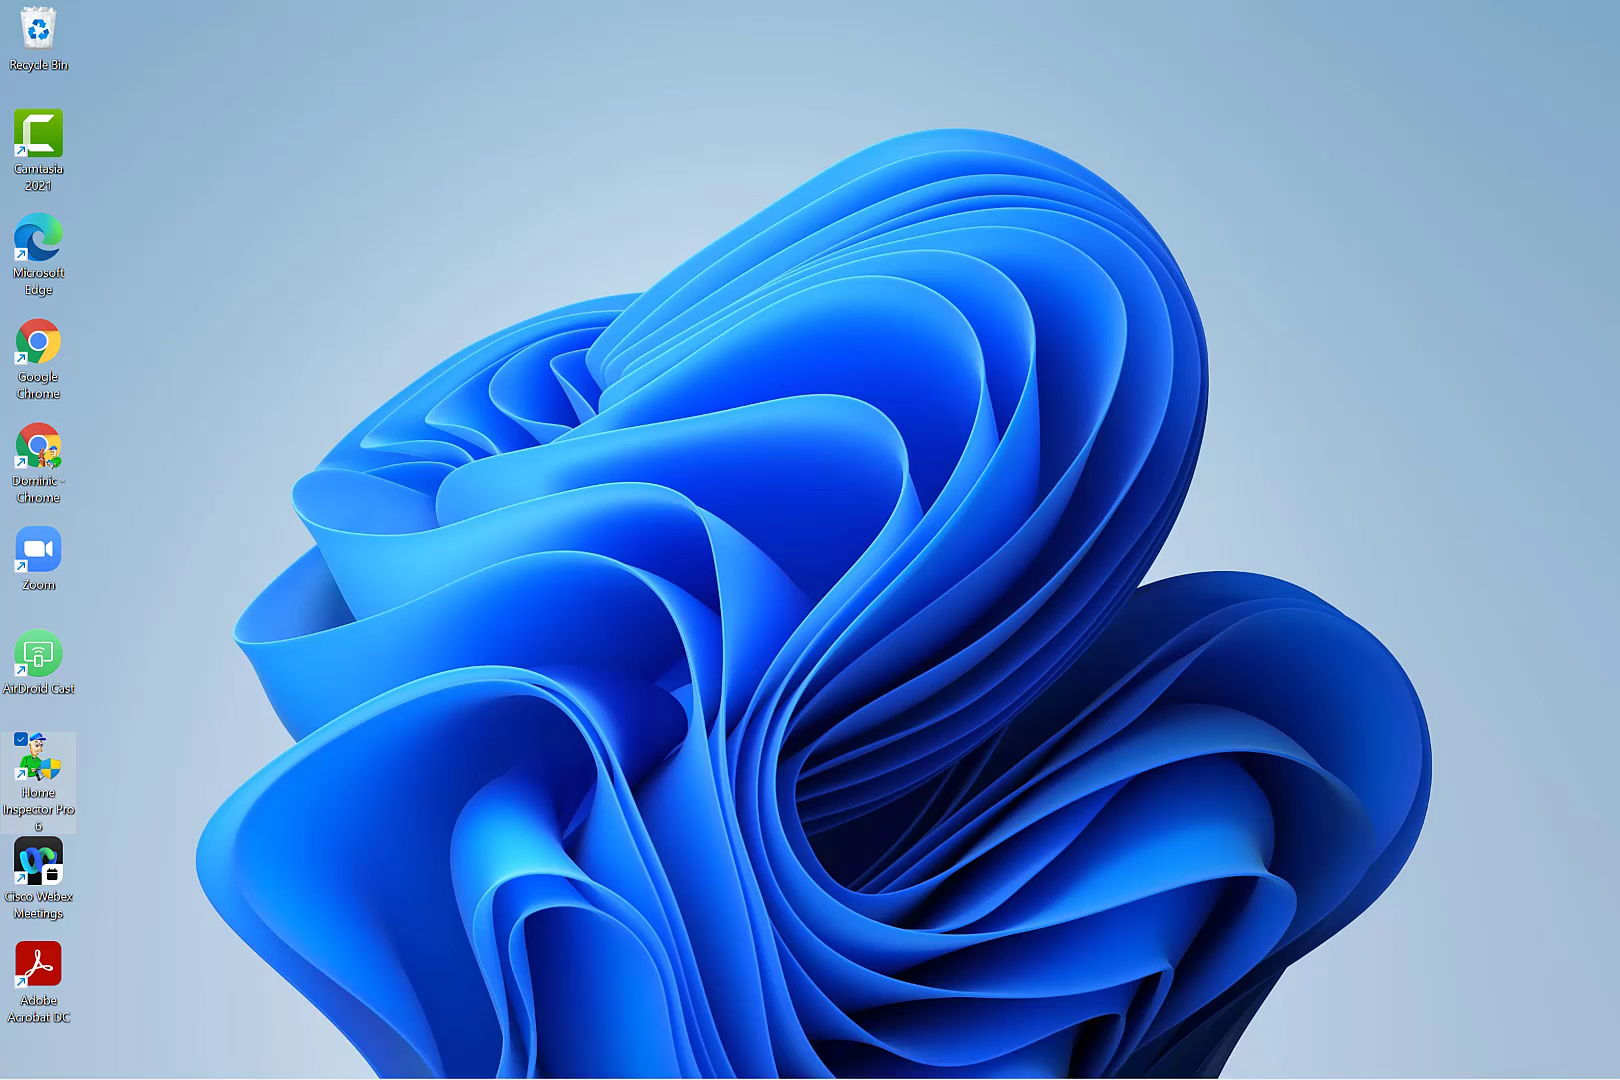 Recycle Bin
Camtasia
2021
Microsoft
Edge
Google
Chrome
Dominic -
Chrome
Zoom
AirDroid Cast
Home
Inspector Pro
6
Cisco Webex
Meetings
Adobe
Acrobat DC